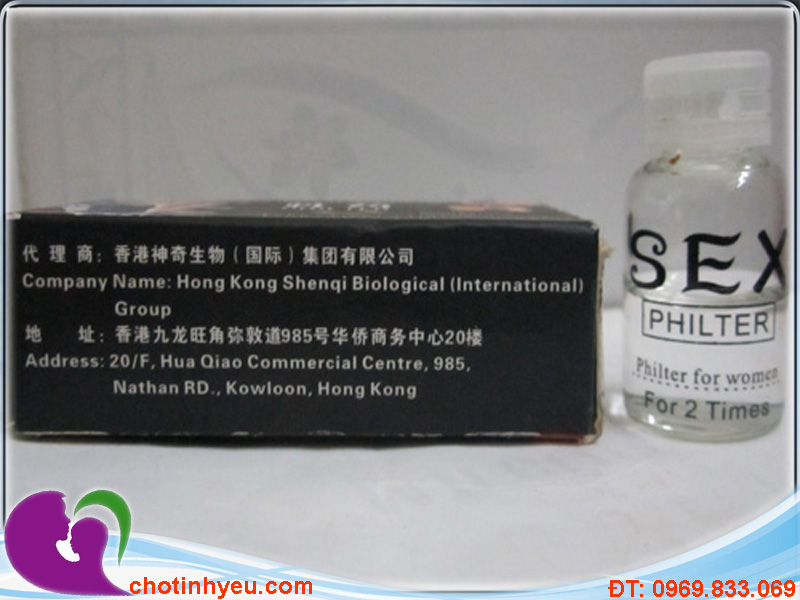 代理商：香港神奇生物（国际）集团有限公司
Company Name: Hong Kong Shenqi Biological (International)
Group
地 址：香港九龙旺角弥敦道985号华侨商务中心20楼
Address: 20/F, Hua Qiao Commercial Centre, 985,
Nathan RD., Kowloon, Hong Kong
SEX
PHILTER
Philter for women
For 2 Times
chotinhyeu.com
ĐT: 0969.833.069